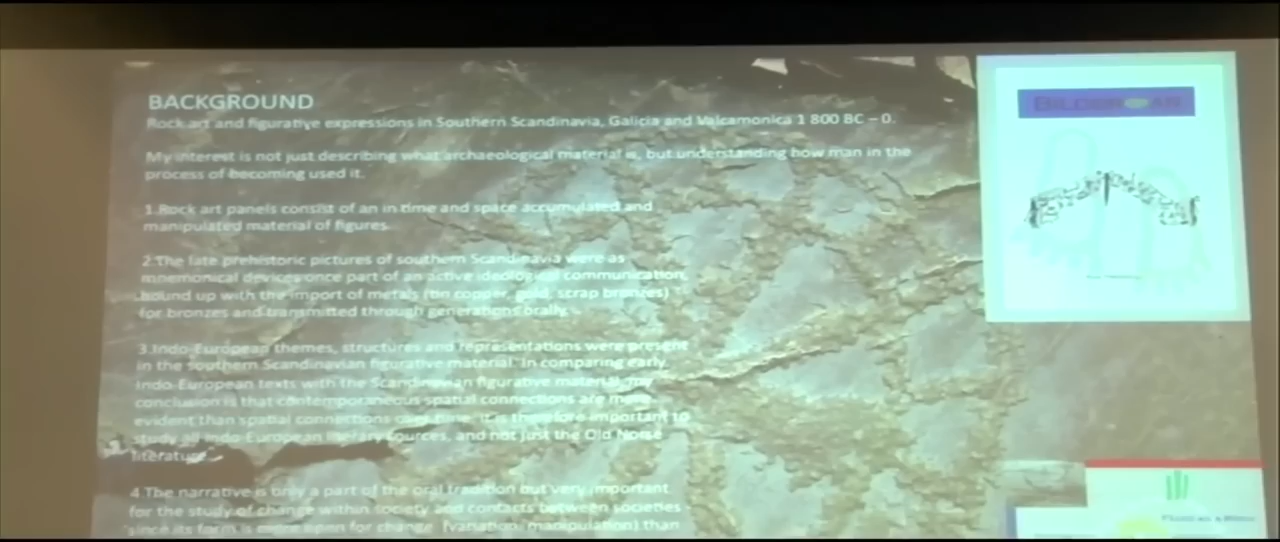 BACKGROUND
Rock art and figurative expressions in Southern Scandinavia, Galicia and Valcamonica 1 800 BC – 0.
My interest is not just describing what archaeological material is, but understanding how man in the
process of becoming used it.
1.Rock art panels consist of an in time and space accumulated and
manipulated material of figures.
2.The late prehistoric pictures of southern Scandinavia were as
mnemonical devices once part of an active ideological communication,
bound up with the import of metals (tin copper, gold, scrap bronzes)
for bronzes and transmitted through generations orally.
3.Indo-European themes, structures and representations were present
in the southern Scandinavian figurative material. In comparing early
Indo-European texts with the Scandinavian figurative material, my
conclusion is that contemporaneous spatial connections are more
evident than spatial connections over time. It is therefore important to
study all Indo-European literary sources, and not just the Old Norse
literature.
4 The narrative is only a part of the oral tradition but very important
for the study of change within society and contacts between societies
since its form is more open for change (variation, manipulation) than